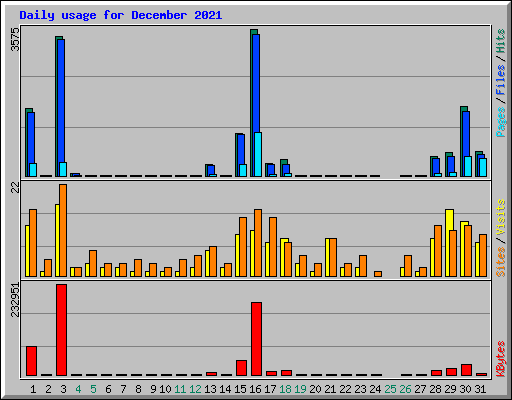 Daily usage for December 2021
3575
Pages / Files / Hits
22
Sites / Visits
232951
KBytes
1 2 3 4 5 6 7 8 9 10 11 12 13 14 15 16 17 18 19 20 21 22 23 24 25 26 27 28 29 30 31